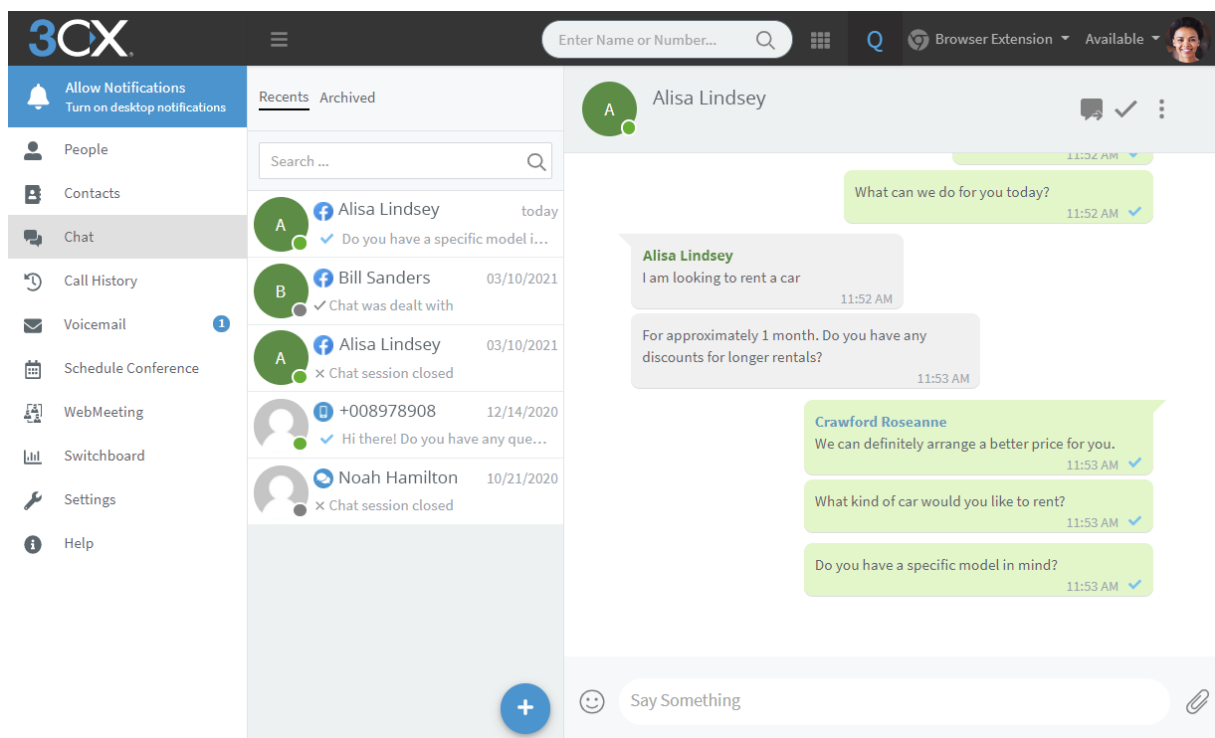 3CX
Enter Name or Number...
Q
Browser Extension
Available
Allow Notifications
Turn on desktop notifications
People
Contacts
Chat
Call History
Voicemail
1
Schedule Conference
WebMeeting
Switchboard
Settings
Help
Recents
Archived
Search ...
A
Alisa Lindsey
today
Do you have a specific model i...
B
Bill Sanders
03/10/2021
Chat was dealt with
A
Alisa Lindsey
03/10/2021
Chat session closed
+008978908
12/14/2020
Hi there! Do you have any que...
Noah Hamilton
10/21/2020
Chat session closed
A
Alisa Lindsey
11:52 AM
What can we do for you today?
11:52 AM
Alisa Lindsey
I am looking to rent a car
11:52 AM
For approximately 1 month. Do you have any
discounts for longer rentals?
11:53 AM
Crawford Roseanne
We can definitely arrange a better price for you.
11:53 AM
What kind of car would you like to rent?
11:53 AM
Do you have a specific model in mind?
11:53 AM
Say Something